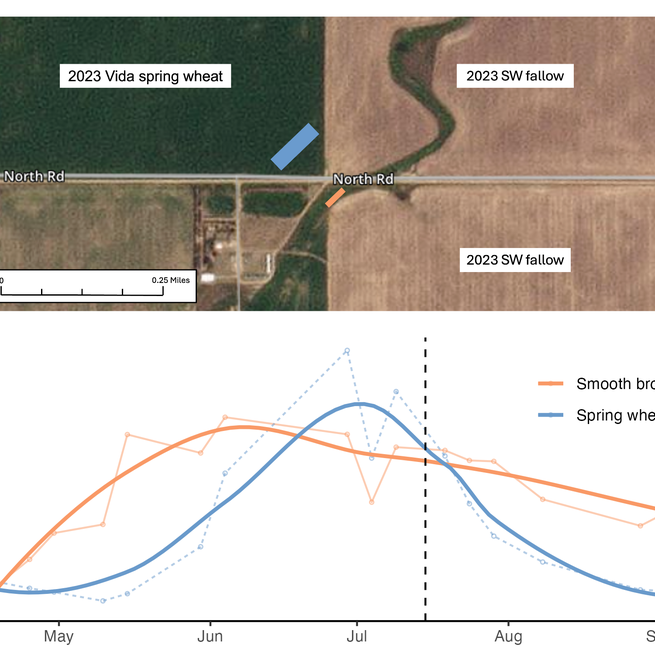 2023 Vida spring wheat
2023 SW fallow
North Rd
North Rd
2023 SW fallow
0
0.25 Miles
Smooth bro
Spring whe
May
Jun
Jul
Aug
S